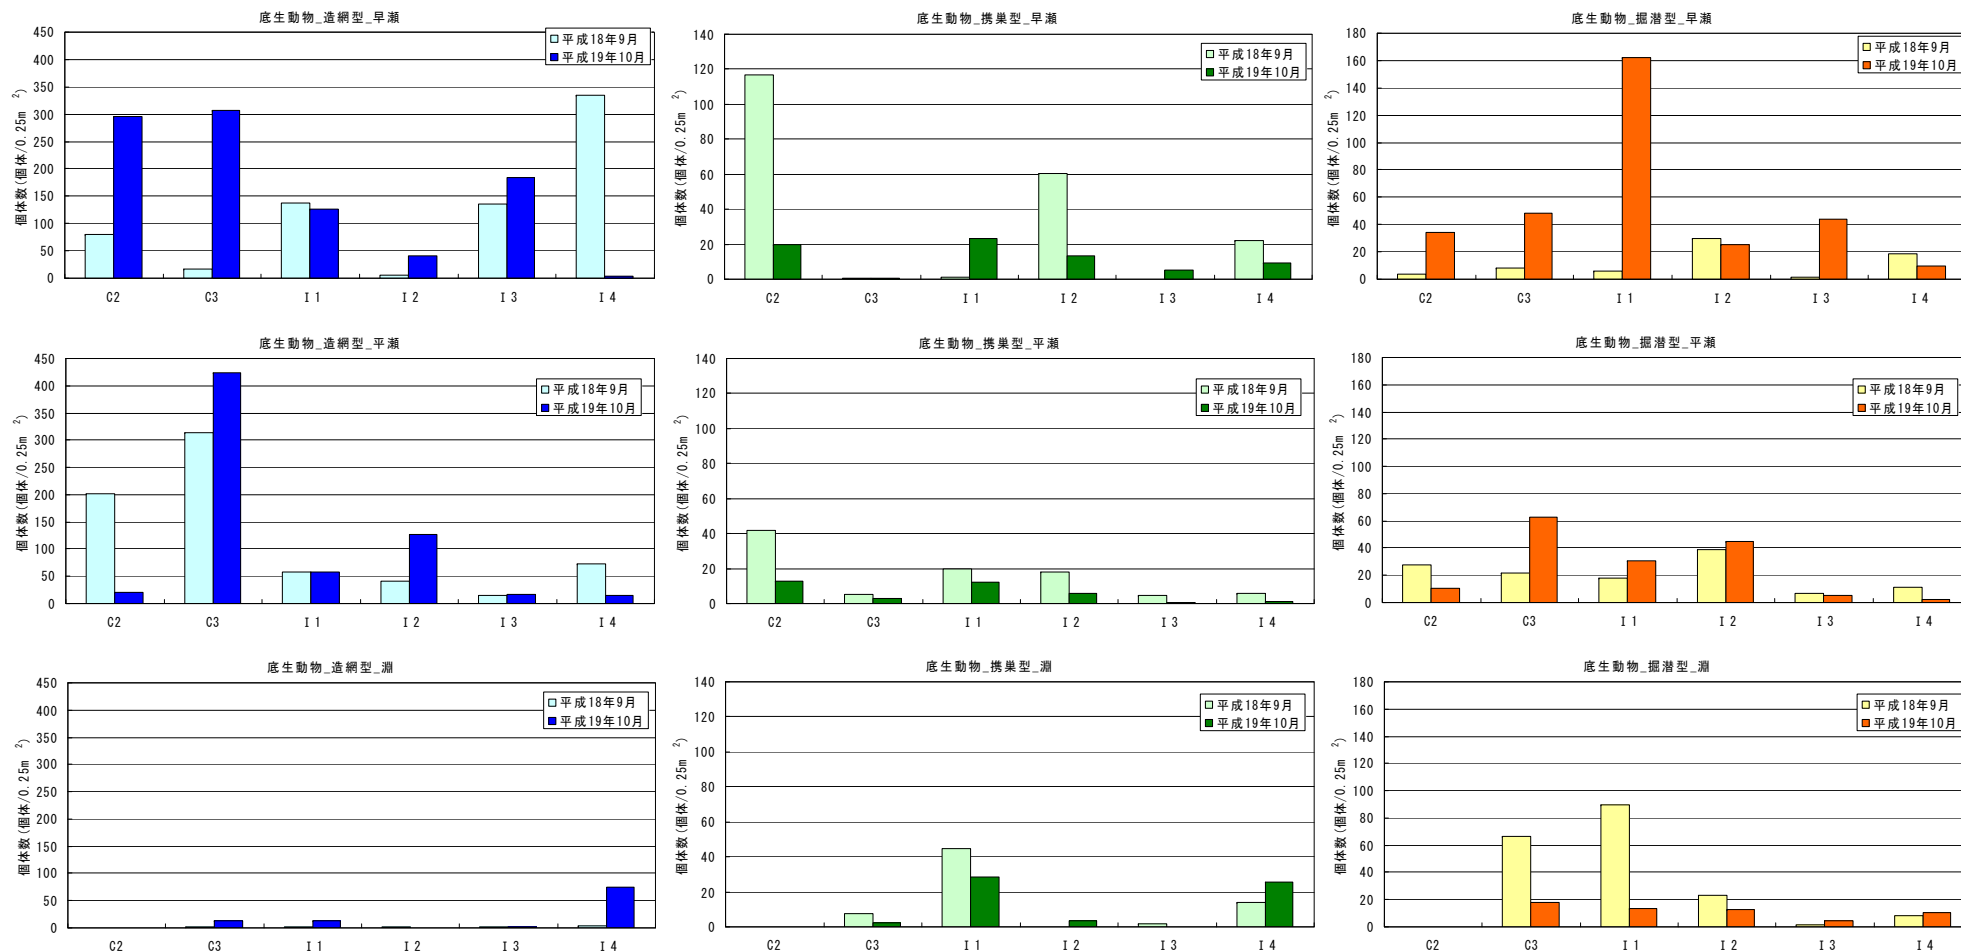 底生動物_造網型_早瀬
個体数(個体/0.25m²)
450
400
350
300
250
200
150
100
50
0
平成18年9月
平成19年10月
C2 C3 I1 I2 I3 I4
底生動物_携巣型_早瀬
個体数(個体/0.25m²)
140
120
100
80
60
40
20
0
平成18年9月
平成19年10月
C2 C3 I1 I2 I3 I4
底生動物_掘潜型_早瀬
個体数(個体/0.25m²)
180
160
140
120
100
80
60
40
20
0
平成18年9月
平成19年10月
C2 C3 I1 I2 I3 I4
底生動物_造網型_平瀬
個体数(個体/0.25m²)
450
400
350
300
250
200
150
100
50
0
平成18年9月
平成19年10月
C2 C3 I1 I2 I3 I4
底生動物_携巣型_平瀬
個体数(個体/0.25m²)
140
120
100
80
60
40
20
0
平成18年9月
平成19年10月
C2 C3 I1 I2 I3 I4
底生動物_掘潜型_平瀬
個体数(個体/0.25m²)
180
160
140
120
100
80
60
40
20
0
平成18年9月
平成19年10月
C2 C3 I1 I2 I3 I4
底生動物_造網型_淵
個体数(個体/0.25m²)
450
400
350
300
250
200
150
100
50
0
平成18年9月
平成19年10月
C2 C3 I1 I2 I3 I4
底生動物_携巣型_淵
個体数(個体/0.25m²)
140
120
100
80
60
40
20
0
平成18年9月
平成19年10月
C2 C3 I1 I2 I3 I4
底生動物_掘潜型_淵
個体数(個体/0.25m²)
180
160
140
120
100
80
60
40
20
0
平成18年9月
平成19年10月
C2 C3 I1 I2 I3 I4